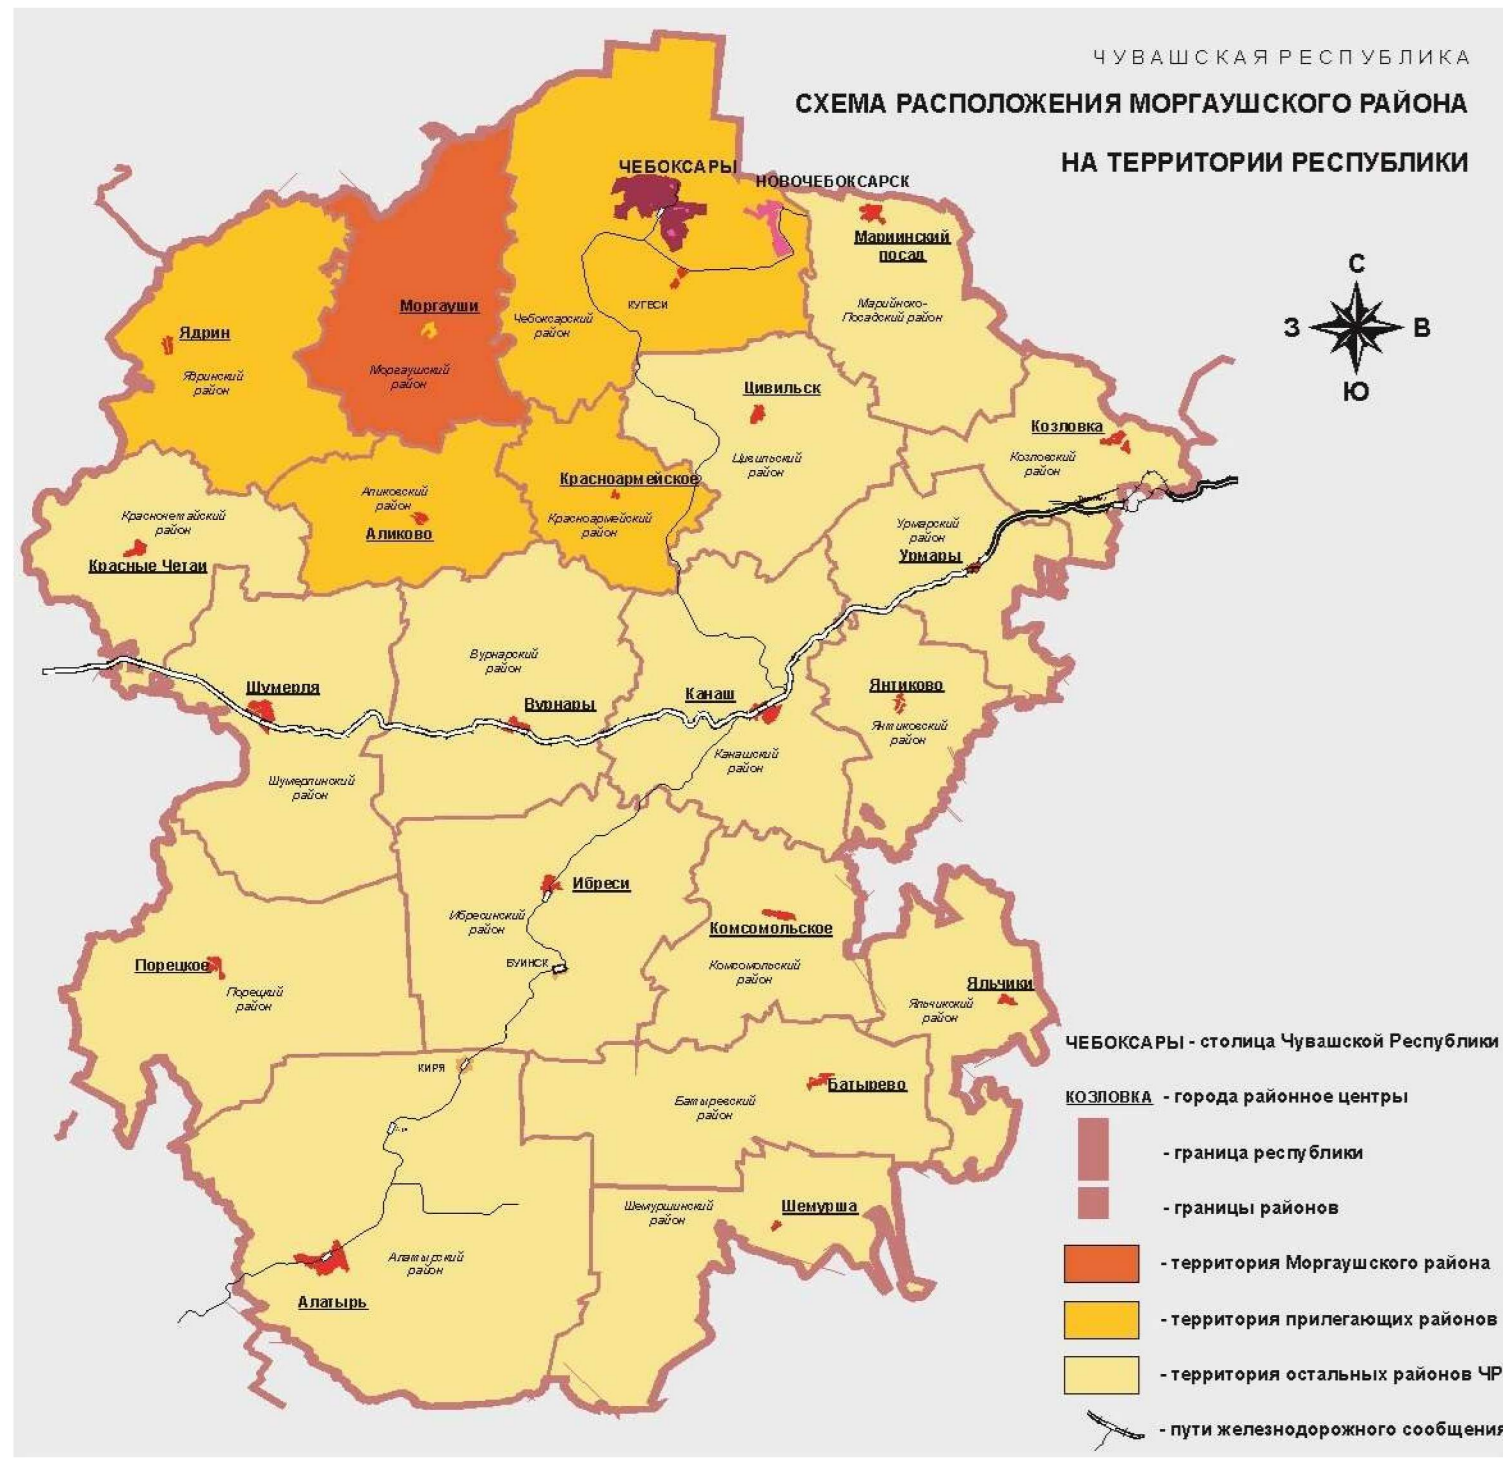 ЧУВАШСКАЯ РЕСПУБЛИКА
СХЕМА РАСПОЛОЖЕНИЯ МОРГАУШСКОГО РАЙОНА
НА ТЕРРИТОРИИ РЕСПУБЛИКИ
ЧЕБОКСАРЫ
НОВОЧЕБОКСАРСК
Мариинский
посад
С
З
В
Ю
Моргауши
КУГЕСИ
Марийнско-
Посадский район
Чебоксарский
район
Ядрин
Ядринский
район
Моргаушский
район
Цивильск
Козловка
Цивильский
район
Козловский
район
Красноармейское
Аликовский
район
Аликово
Красноармейский
район
Красночетайский
район
Красные Четаи
Урмарский
район
Урмары
Вурнарский
район
Шумерля
Вурнары
Канаш
Янтиково
Янтиковский
район
Канашский
район
Шумерлинский
район
Ибреси
Ибресинский
район
Комсомольское
Комсомольский
район
БУИНСК
Порецкое
Порецкий
район
Яльчики
Яльчикский
район
КИРЯ
Батырево
Батыревский
район
Шемуршинский
район
Шемурша
Алатырский
район
Алатырь
ЧЕБОКСАРЫ - столица Чувашской Республики
КОЗЛОВКА - города районное центры
- граница республики
- границы районов
- территория Моргаушского района
- территория прилегающих районов
- территория остальных районов ЧР
- пути железнодорожного сообщения